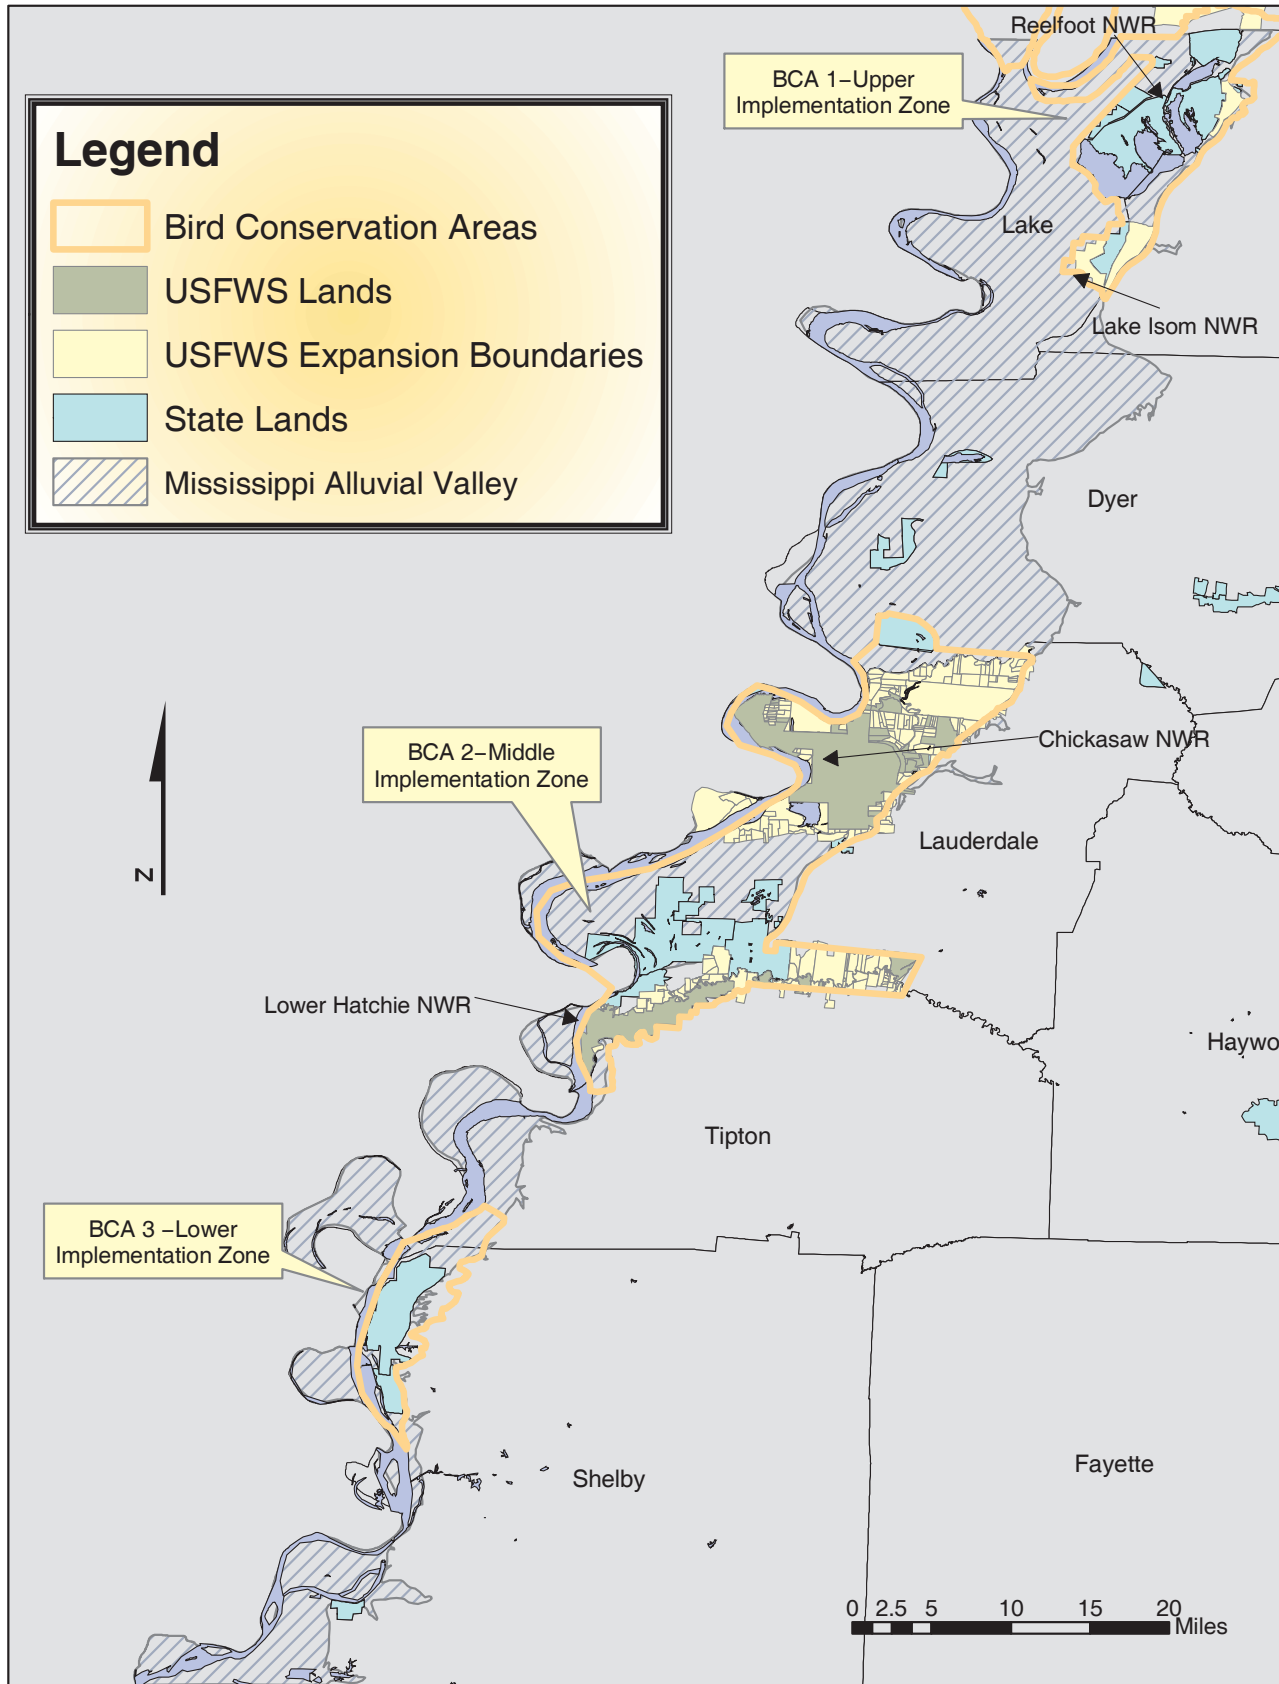 Reelfoot NWR
BCA 1–Upper
Implementation Zone
Legend
Bird Conservation Areas
USFWS Lands
USFWS Expansion Boundaries
State Lands
Mississippi Alluvial Valley
Lake
Lake Isom NWR
Dyer
Chickasaw NWR
BCA 2–Middle
Implementation Zone
Lauderdale
N
Lower Hatchie NWR
Haywo
Tipton
BCA 3 –Lower
Implementation Zone
Shelby
Fayette
0 2.5 5 10 15 20
Miles